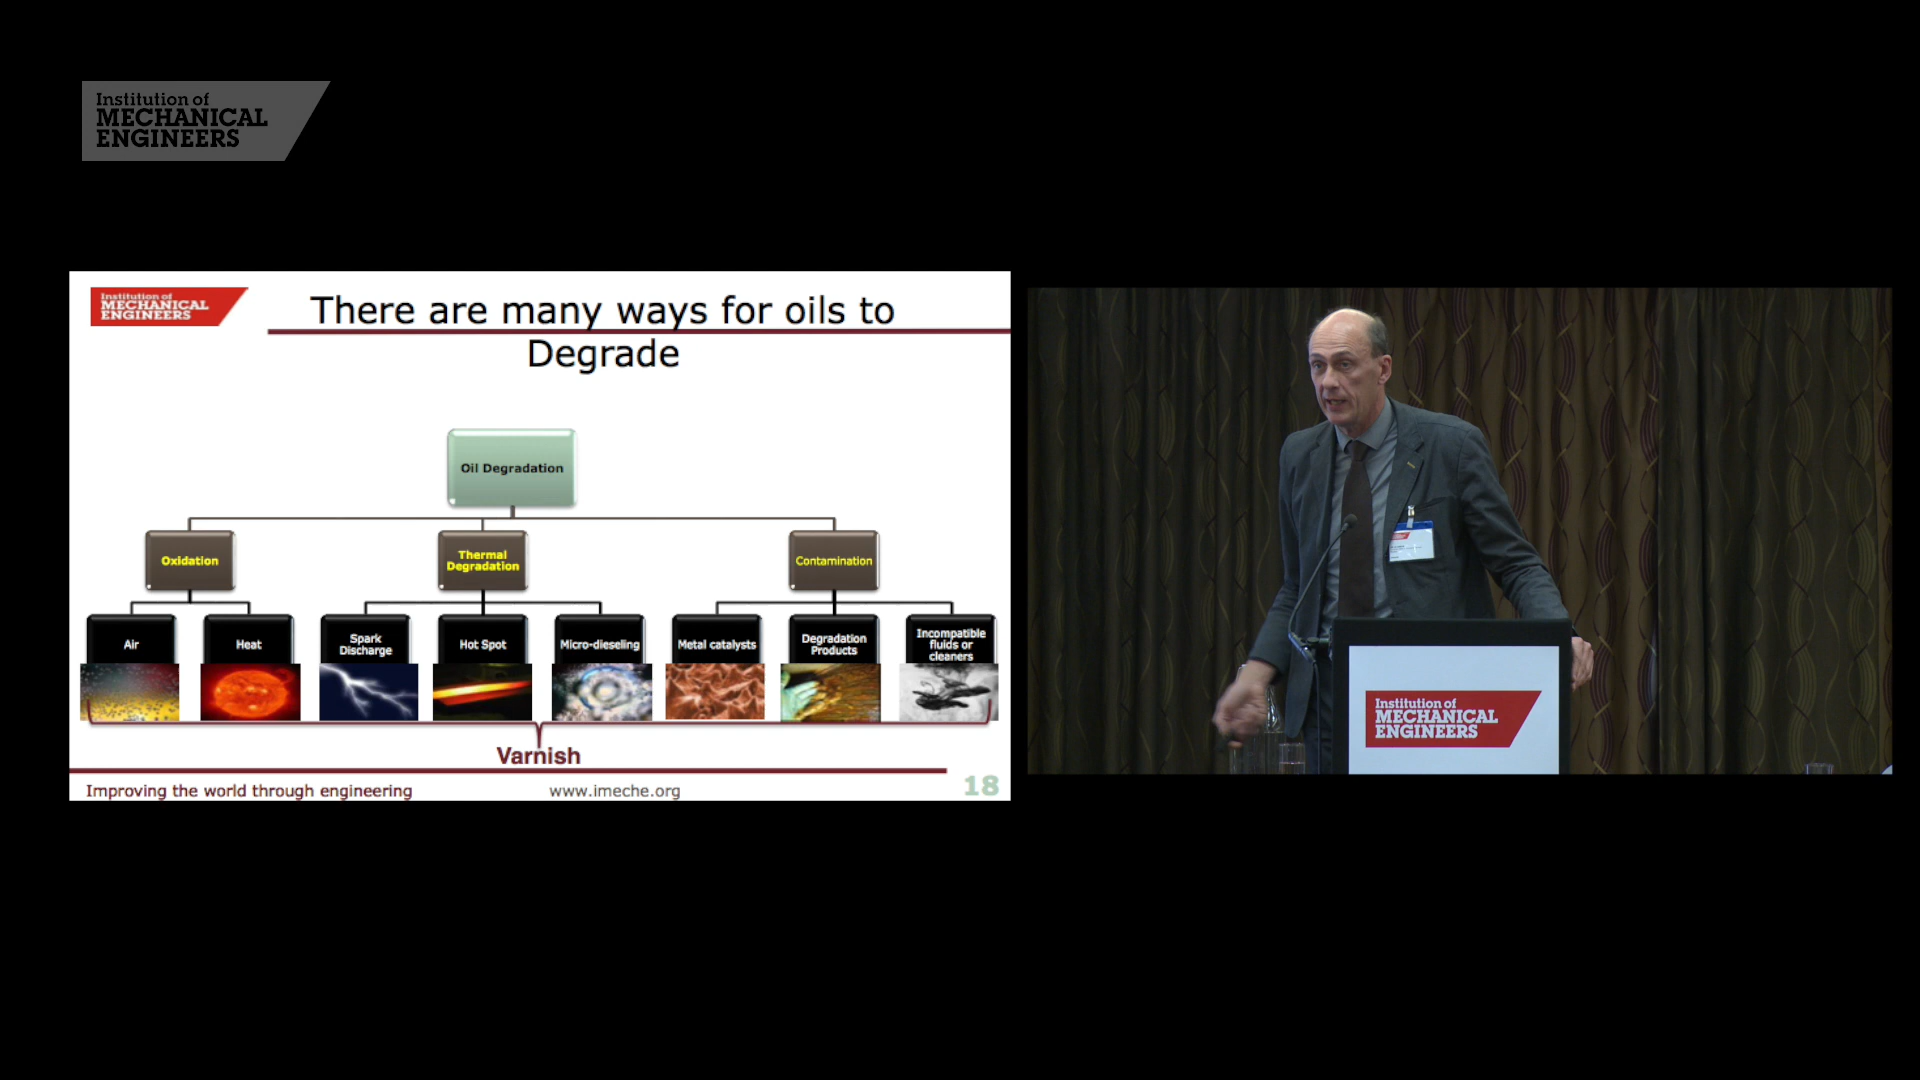 Institution of
MECHANICAL
ENGINEERS
Institution of
MECHANICAL
ENGINEERS
There are many ways for oils to
Degrade
Oil Degradation
Oxidation
Thermal
Degradation
Contamination
Air
Heat
Spark
Discharge
Hot Spot
Micro-dieseling
Metal catalysts
Degradation
Products
Incompatible
fluids or
cleaners
Varnish
Improving the world through engineering
www.imeche.org
18
Institution of
MECHANICAL
ENGINEERS